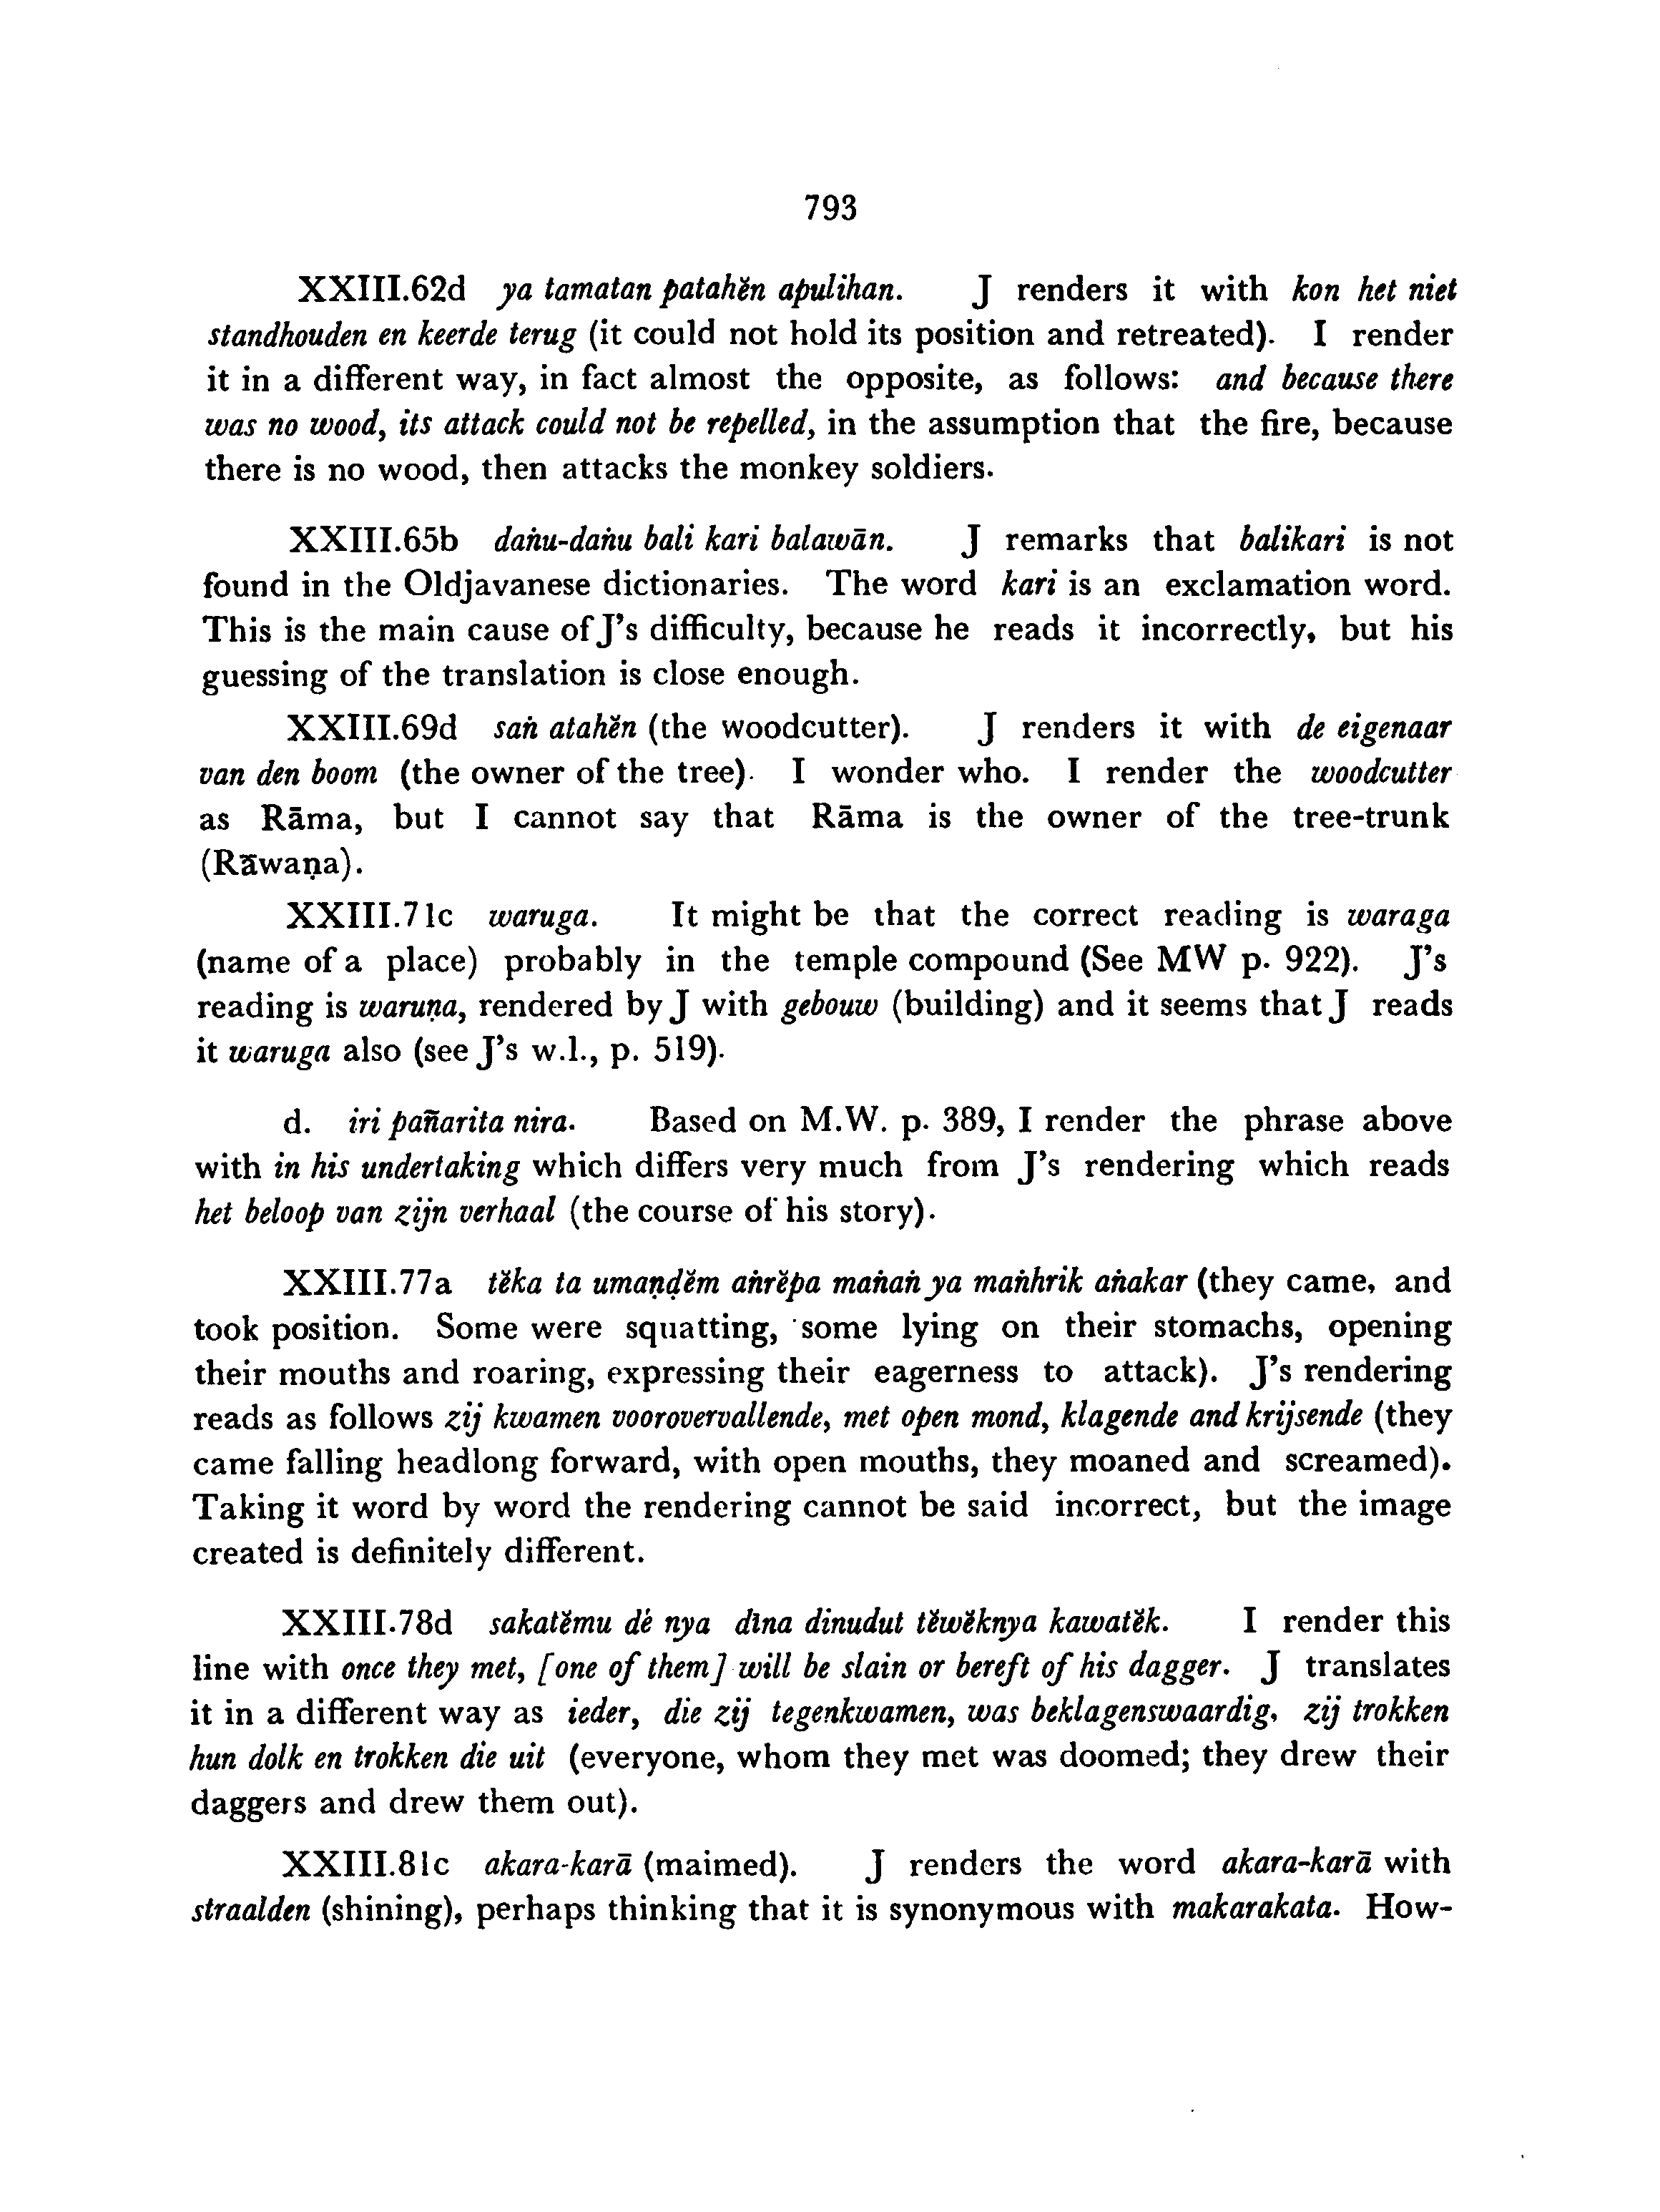 793
XXIII.62d ya tamatan patahĕn apulihan. J renders it with kon het niet
standhouden en keerde terug (it could not hold its position and retreated). I render
it in a different way, in fact almost the opposite, as follows: and because there
was no wood, its attack could not be repelled, in the assumption that the fire, because
there is no wood, then attacks the monkey soldiers.
XXIII.65b daṅu-daṅu bali kari balawān. J remarks that balikari is not
found in the Oldjavanese dictionaries. The word kari is an exclamation word.
This is the main cause of J's difficulty, because he reads it incorrectly, but his
guessing of the translation is close enough.
XXIII.69d saṅ atahĕn (the woodcutter). J renders it with de eigenaar
van den boom (the owner of the tree). I wonder who. I render the woodcutter
as Rāma, but I cannot say that Rāma is the owner of the tree-trunk
(Rāwaṇa).
XXIII.71c waruga. It might be that the correct reading is waraga
(name of a place) probably in the temple compound (See MW p. 922). J's
reading is waruṇa, rendered by J with gebouw (building) and it seems that J reads
it waruga also (see J's w.l., p. 519).
d. iri pañarita nira. Based on M.W. p. 389, I render the phrase above
with in his undertaking which differs very much from J's rendering which reads
het beloop van zijn verhaal (the course of his story).
XXIII.77a tĕka ta umaṇḍĕm aṅrĕpa maṅaṅ ya maṅhrik aṅakar (they came, and
took position. Some were squatting, some lying on their stomachs, opening
their mouths and roaring, expressing their eagerness to attack). J's rendering
reads as follows zij kwamen voorovervallende, met open mond, klagende and krijsende (they
came falling headlong forward, with open mouths, they moaned and screamed).
Taking it word by word the rendering cannot be said incorrect, but the image
created is definitely different.
XXIII.78d sakatĕmu dé nya dīna dinudut tĕwĕknya kawatĕk. I render this
line with once they met, [one of them] will be slain or bereft of his dagger. J translates
it in a different way as ieder, die zij tegenkwamen, was beklagenswaardig, zij trokken
hun dolk en trokken die uit (everyone, whom they met was doomed; they drew their
daggers and drew them out).
XXIII.81c akara-karā (maimed). J renders the word akara-karā with
straalden (shining), perhaps thinking that it is synonymous with makarakata. How-